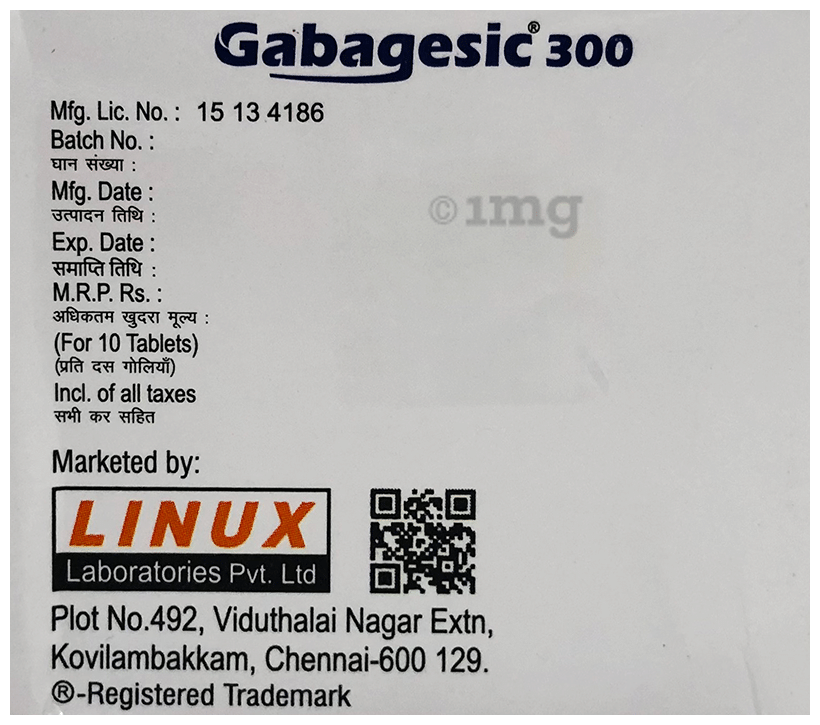 Gabagesic® 300
Mfg. Lic. No. : 15 13 4186
Batch No. :
घान संख्या :
Mfg. Date :
उत्पादन तिथि :
Exp. Date :
समाप्ति तिथि :
M.R.P. Rs. :
अधिकतम खुदरा मूल्य :
(For 10 Tablets)
(प्रति दस गोलियाँ)
Incl. of all taxes
सभी कर सहित
©1mg
Marketed by:
LINUX
Laboratories Pvt. Ltd
Plot No.492, Viduthalai Nagar Extn,
Kovilambakkam, Chennai-600 129.
®-Registered Trademark